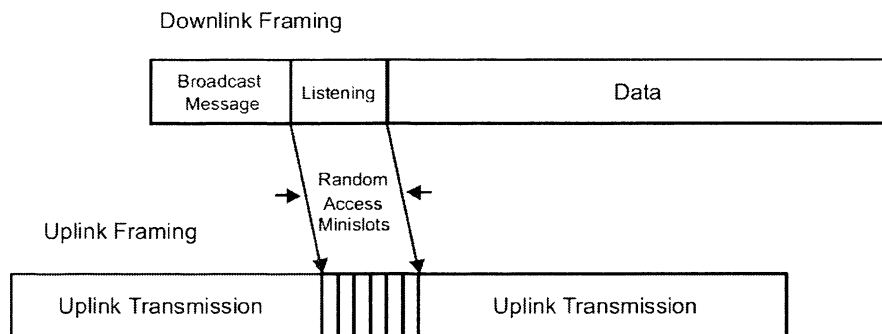 Downlink Framing
Broadcast
Message
Listening
Data
Random
Access
Minislots
Uplink Framing
Uplink Transmission
Uplink Transmission